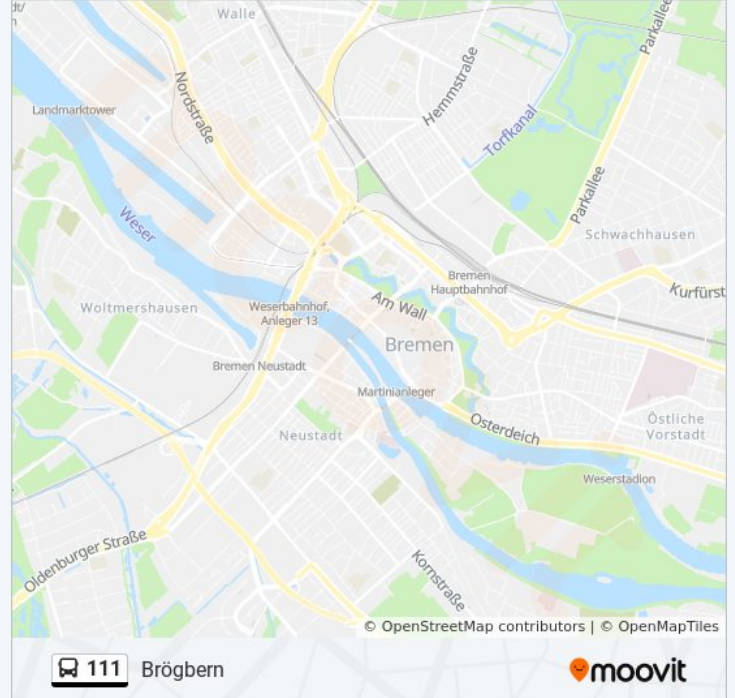 dt/
n
Walle
Parkallee
Hemmstraße
Nordstraße
Landmarktower
Torfkanal
Parkallee
Weser
Schwachhausen
Bremen
Hauptbahnhof
Kurfürst
Woltmershausen
Weserbahnhof,
Anleger 13
Am Wall
Bremen
Bremen Neustadt
Martinianleger
Osterdeich
Östliche
Vorstadt
Neustadt
Weserstadion
Oldenburger Straße
Kornstraße
© OpenStreetMap contributors | © OpenMapTiles
111 Brögbern
moovit